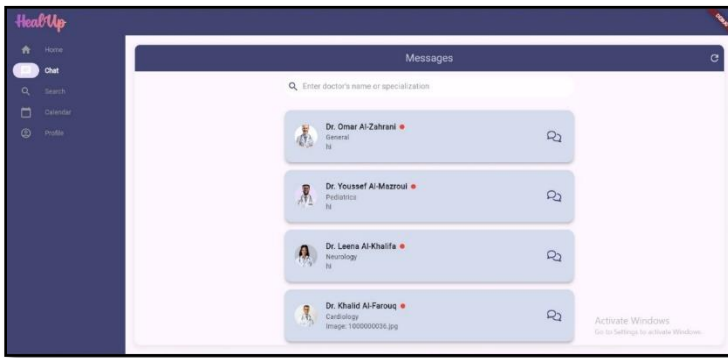 HealUp
Home
Chat
Search
Calendar
Profile
Messages
Enter doctor's name or specialization
Dr. Omar Al-Zahrani
General
hi
Dr. Youssef Al-Mazroui
Pediatrics
hi
Dr. Leena Al-Khalifa
Neurology
hi
Dr. Khalid Al-Farouq
Cardiology
Image: 1000000036.jpg
Activate Windows
Go to Settings to activate Windows.